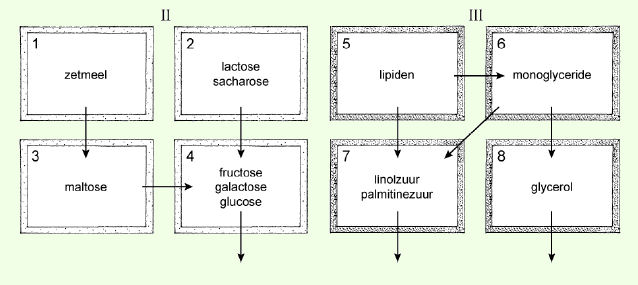 II
III
1
zetmeel
2
lactose
sacharose
5
lipiden
6
monoglyceride
3
maltose
4
fructose
galactose
glucose
7
linolzuur
palmitinezuur
8
glycerol